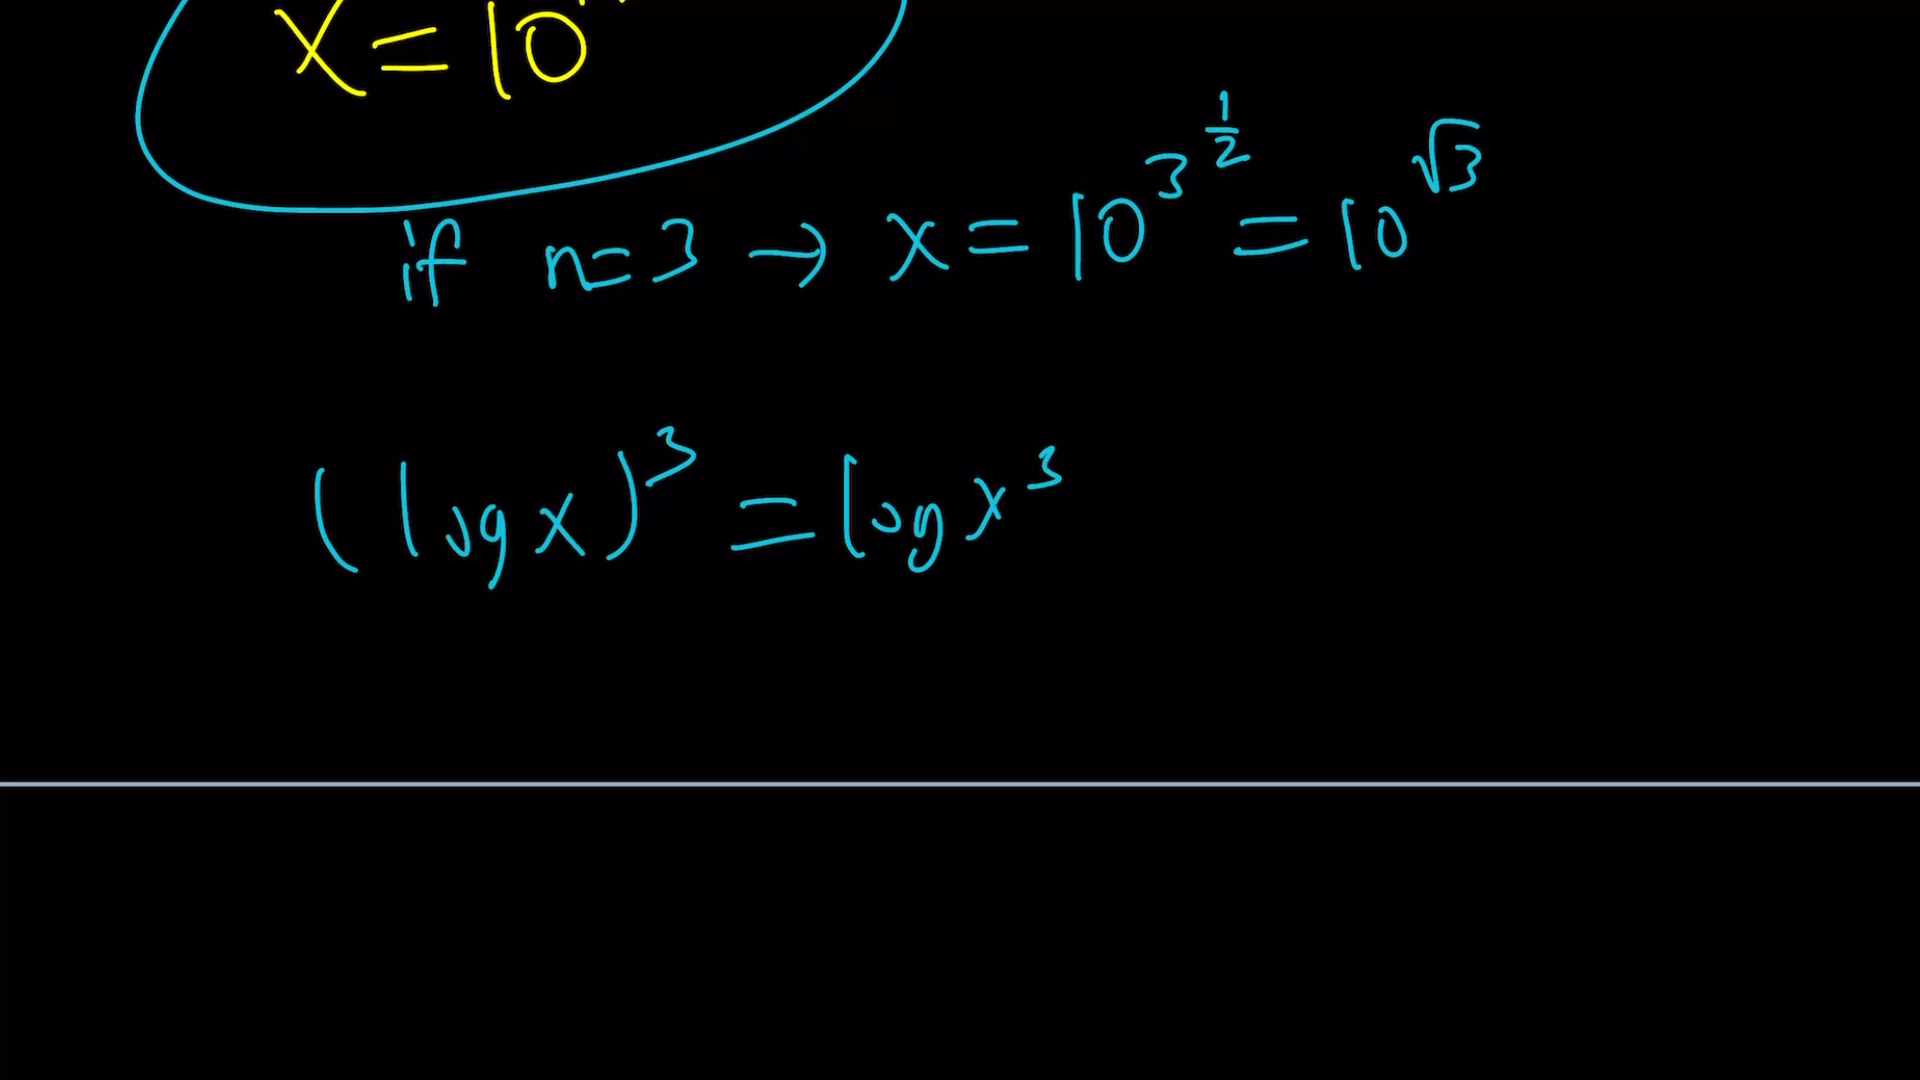 x=10
if n=3 → x=10^3^(1/2)=10^√3
(log x)^3=log x^3